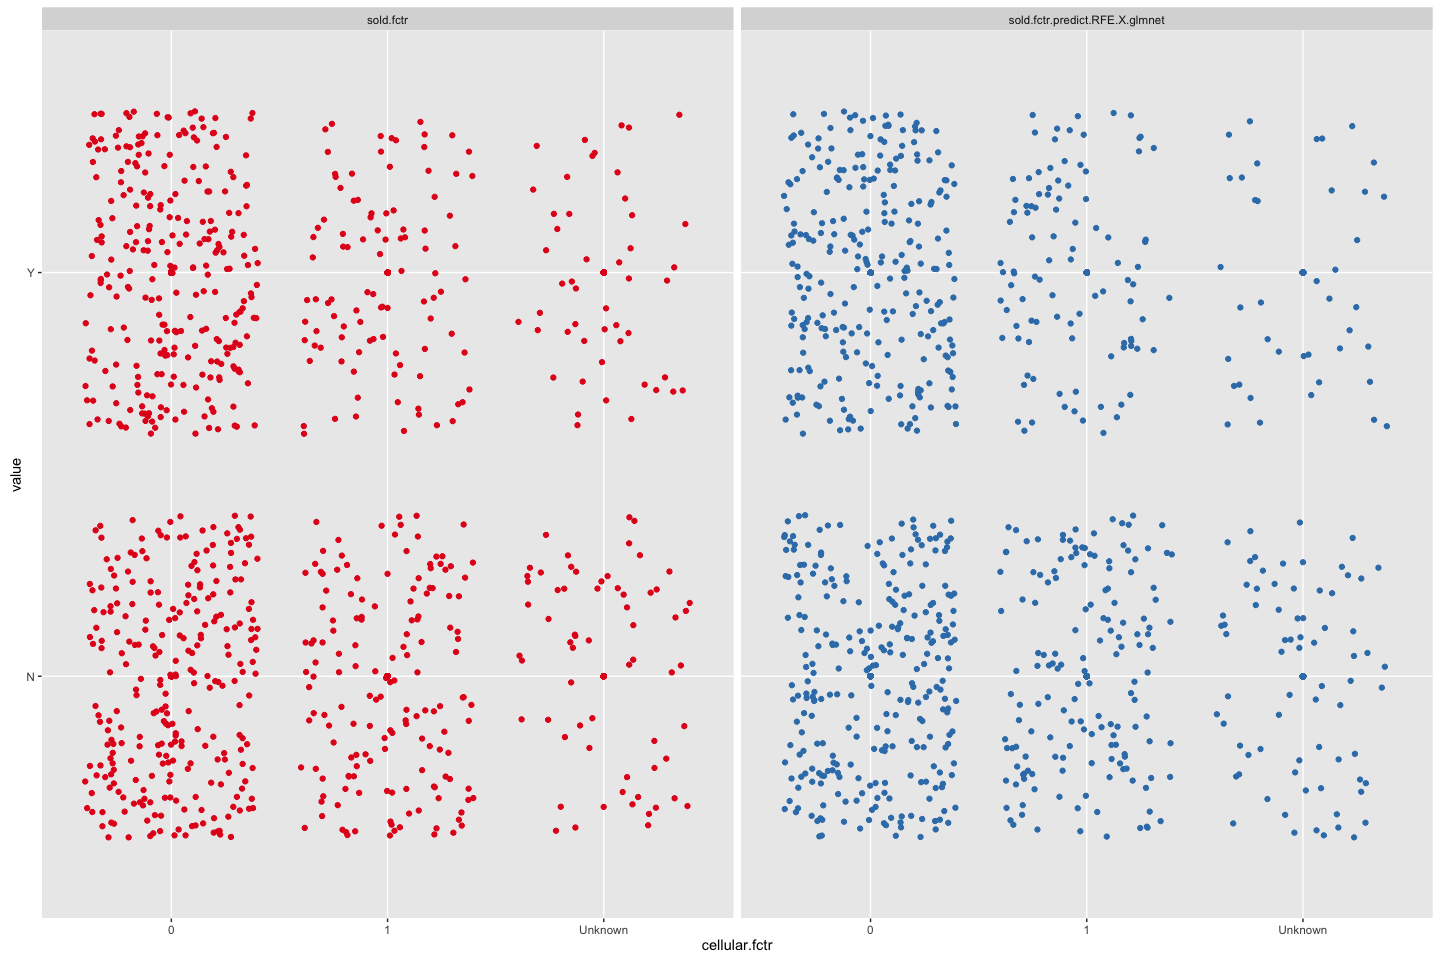 sold.fctr
sold.fctr.predict.RFE.X.glmnet
value
Y
N
0
1
Unknown
0
1
Unknown
cellular.fctr